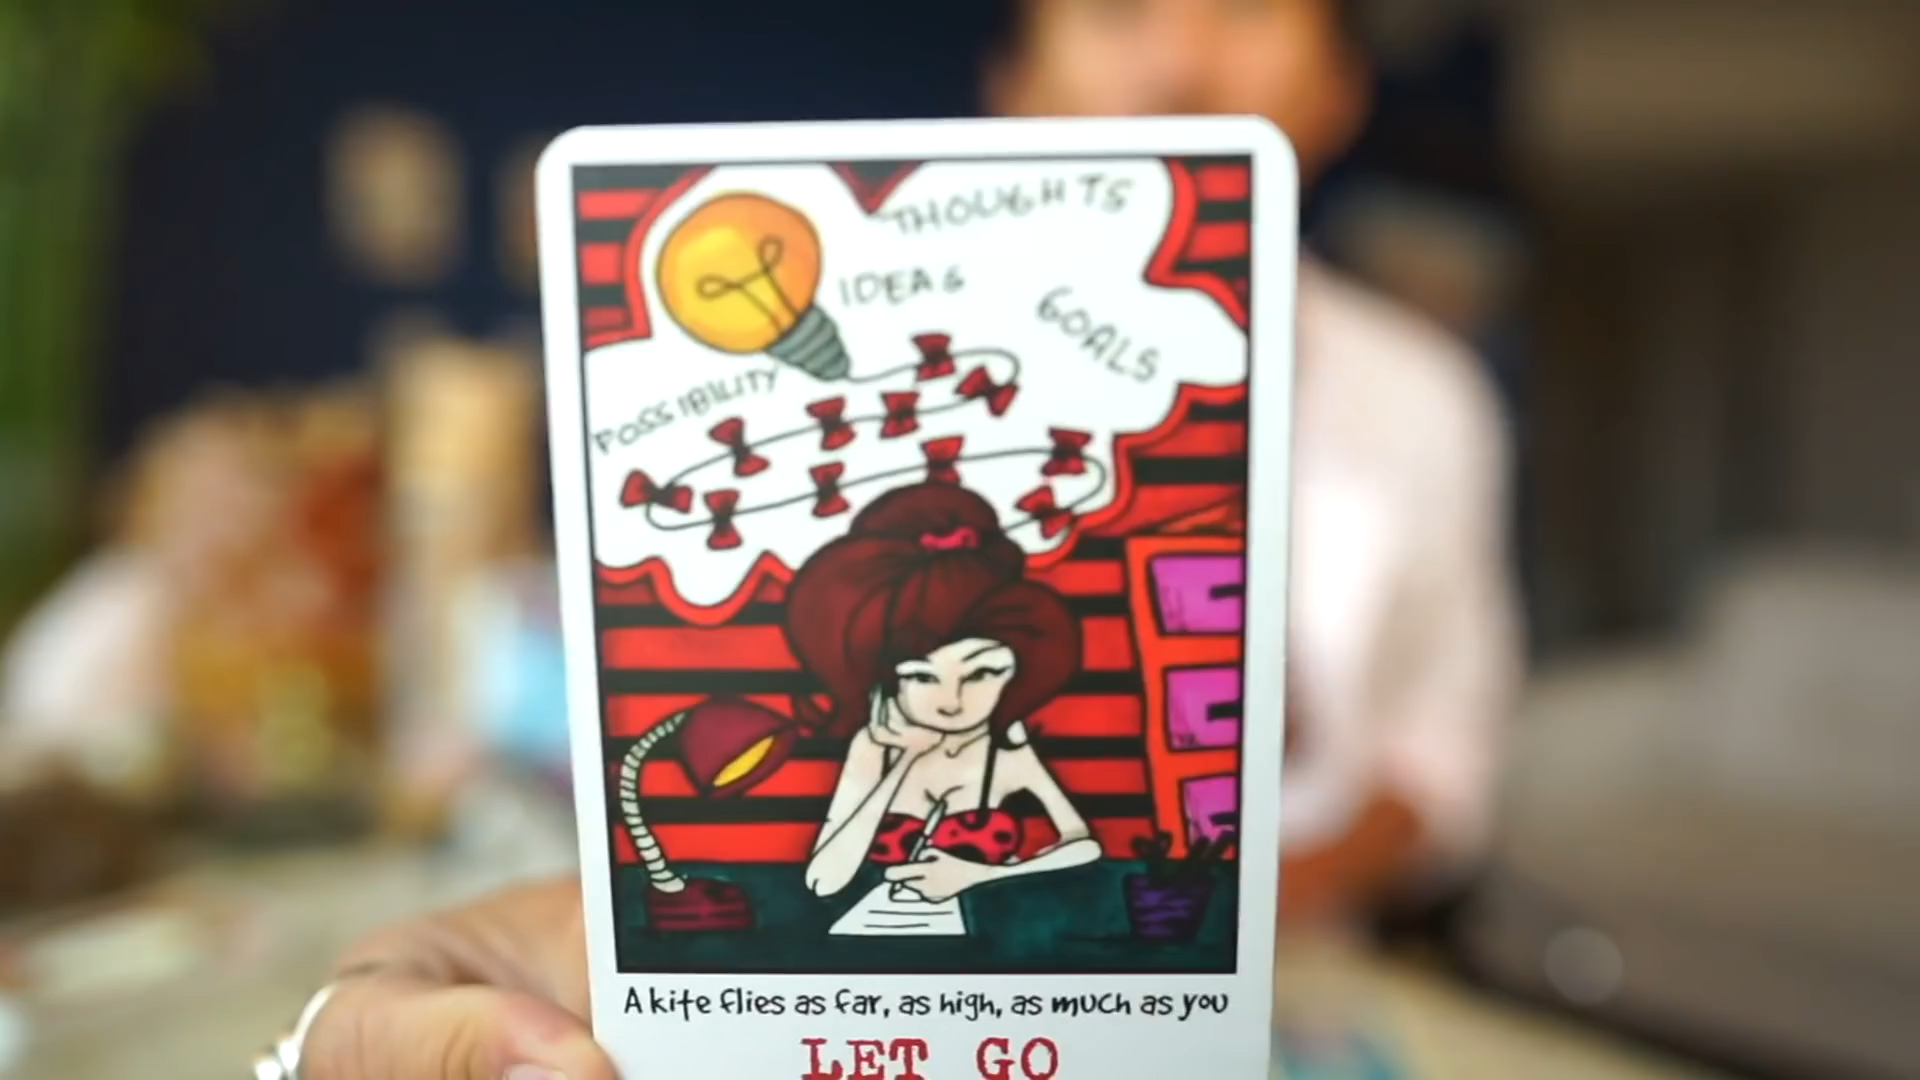 THOUGHTS
IDEAS
GOALS
POSSIBILITY
A kite flies as far, as high, as much as you
LET GO